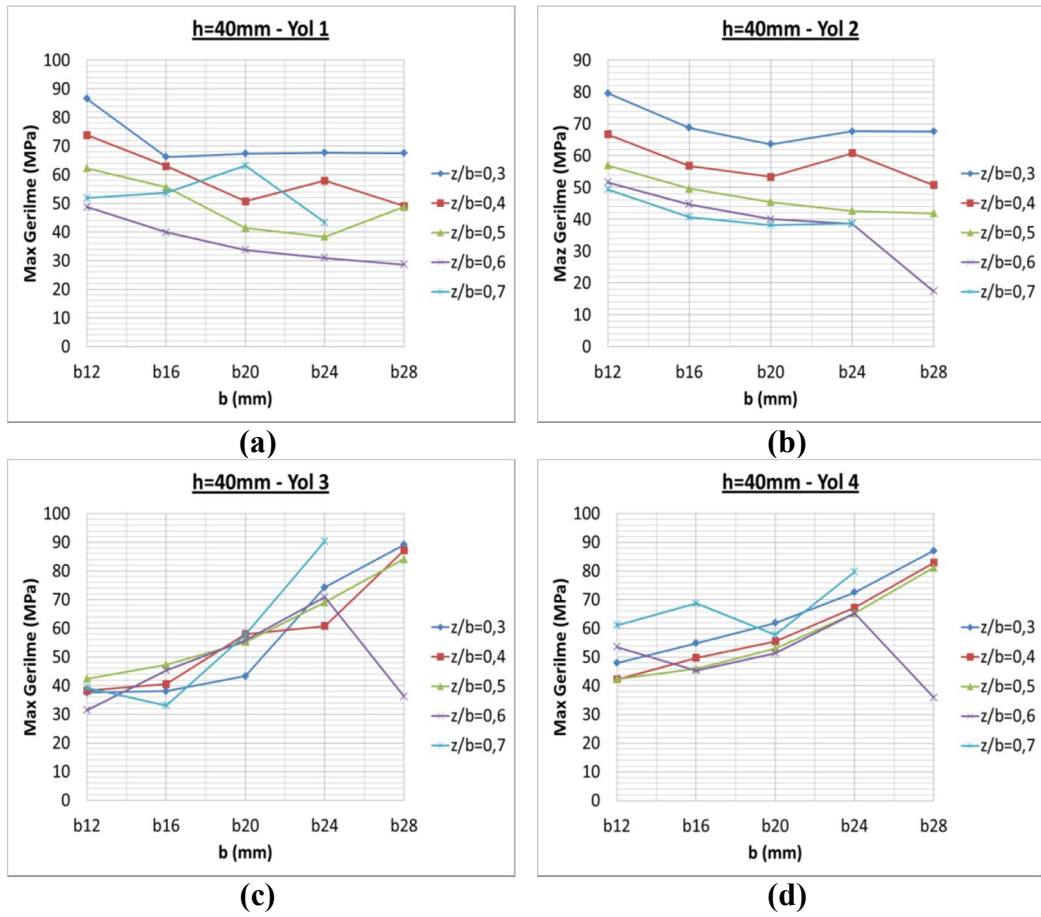 h=40mm - Yol 1
100
90
80
70
60
50
40
30
20
10
0
Max Gerilme (MPa)
b12 b16 b20 b24 b28
b (mm)
z/b=0,3
z/b=0,4
z/b=0,5
z/b=0,6
z/b=0,7
(a)
h=40mm - Yol 2
90
80
70
60
50
40
30
20
10
0
Maz Gerilme (MPa)
b12 b16 b20 b24 b28
b (mm)
z/b=0,3
z/b=0,4
z/b=0,5
z/b=0,6
z/b=0,7
(b)
h=40mm - Yol 3
100
90
80
70
60
50
40
30
20
10
0
Max Gerilme (MPa)
b12 b16 b20 b24 b28
b (mm)
z/b=0,3
z/b=0,4
z/b=0,5
z/b=0,6
z/b=0,7
(c)
h=40mm - Yol 4
100
90
80
70
60
50
40
30
20
10
0
Max Gerilme (MPa)
b12 b16 b20 b24 b28
b (mm)
z/b=0,3
z/b=0,4
z/b=0,5
z/b=0,6
z/b=0,7
(d)